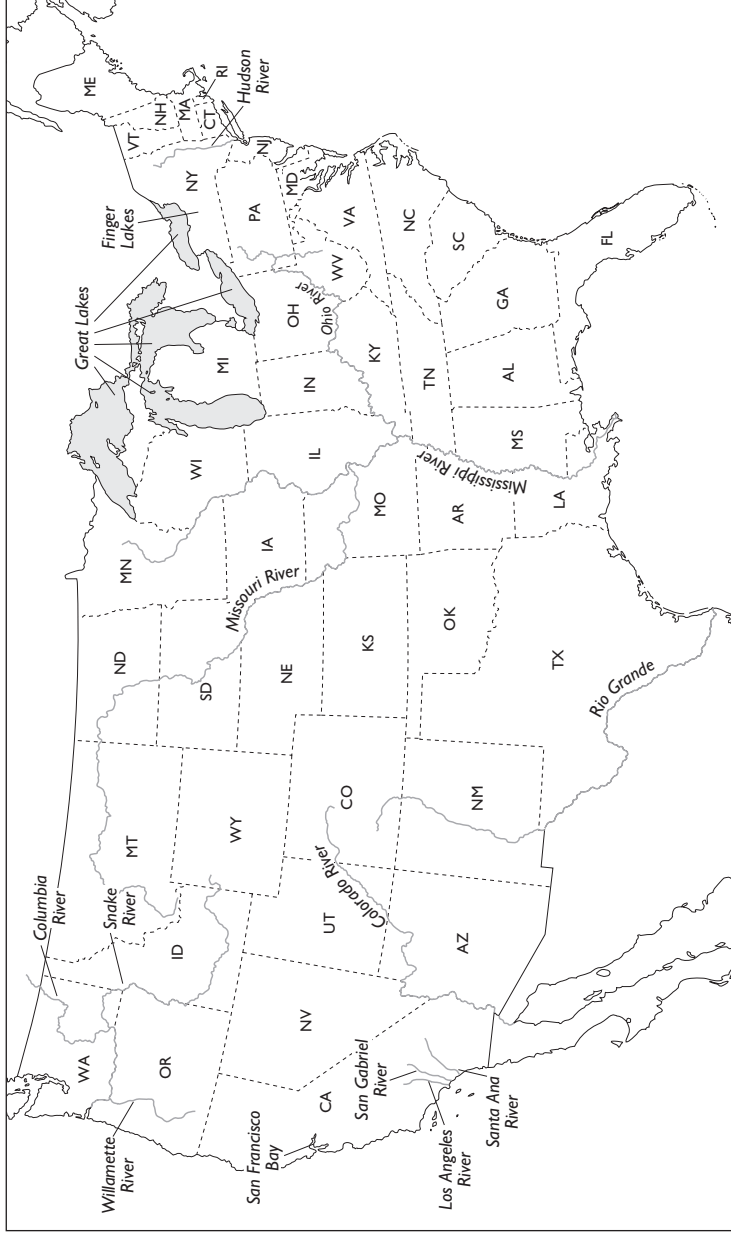 Columbia
River
Snake
River
Great Lakes
Finger
Lakes
ME
VT
NH
MA
CT
RI
Hudson
River
WA
MT
ND
MN
WI
MI
NY
NJ
PA
MD
OR
ID
WY
SD
IA
IL
IN
OH
WV
VA
Willamette
River
Missouri River
Ohio
River
NE
NV
UT
CO
KS
MO
KY
NC
San Francisco
Bay
CA
Colorado River
TN
SC
San Gabriel
River
AZ
NM
OK
AR
Mississippi River
MS
AL
GA
Los Angeles
River
Santa Ana
River
TX
LA
FL
Rio Grande